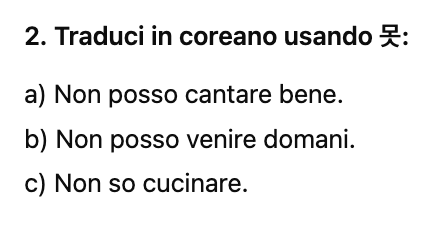 2. Traduci in coreano usando 못:
a) Non posso cantare bene.
b) Non posso venire domani.
c) Non so cucinare.